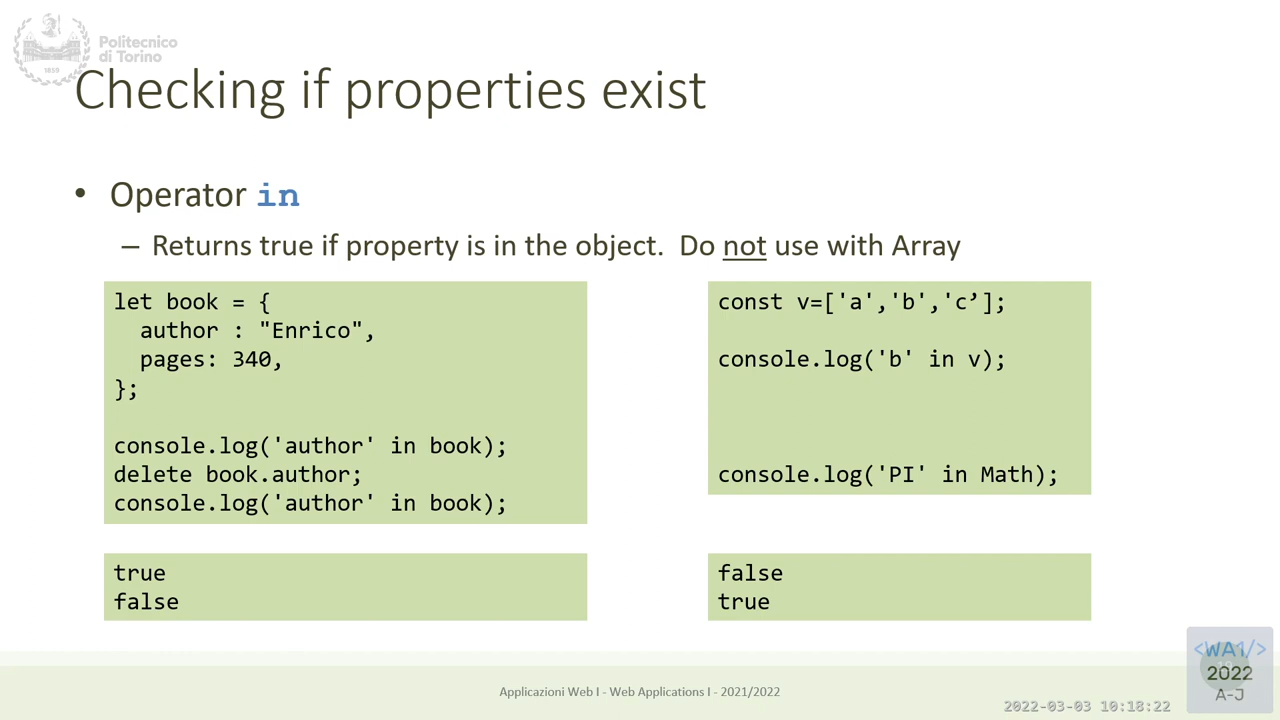 Politecnico
di Torino
1859
Checking if properties exist
• Operator in
– Returns true if property is in the object. Do not use with Array
let book = {
author : "Enrico",
pages: 340,
};
console.log('author' in book);
delete book.author;
console.log('author' in book);
const v=['a','b','c’];
console.log('b' in v);
console.log('PI' in Math);
true
false
false
true
<WA1/>
2022
A-J
Applicazioni Web I - Web Applications I - 2021/2022
2022-03-03 10:18:22